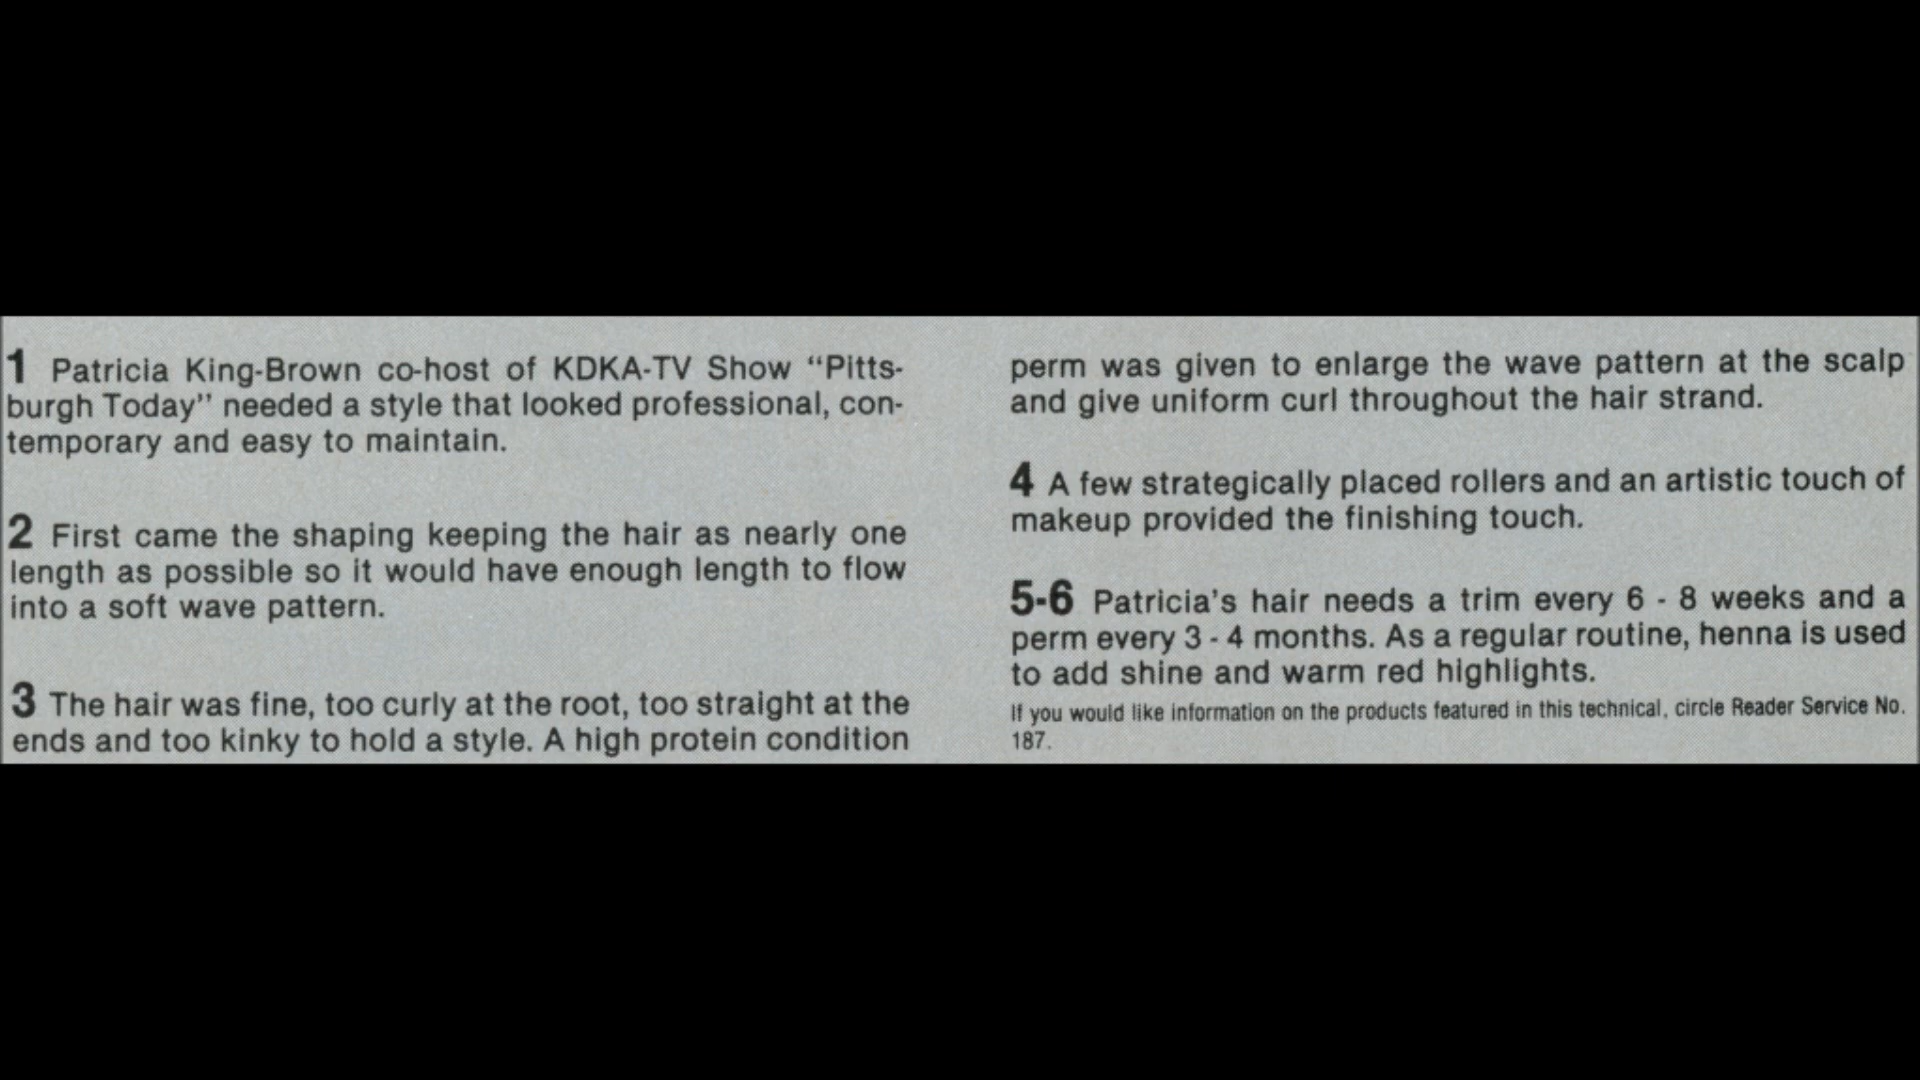 1 Patricia King-Brown co-host of KDKA-TV Show “Pitts-
burgh Today” needed a style that looked professional, con-
temporary and easy to maintain.
2 First came the shaping keeping the hair as nearly one
length as possible so it would have enough length to flow
into a soft wave pattern.
3 The hair was fine, too curly at the root, too straight at the
ends and too kinky to hold a style. A high protein condition
perm was given to enlarge the wave pattern at the scalp
and give uniform curl throughout the hair strand.
4 A few strategically placed rollers and an artistic touch of
makeup provided the finishing touch.
5-6 Patricia’s hair needs a trim every 6 - 8 weeks and a
perm every 3 - 4 months. As a regular routine, henna is used
to add shine and warm red highlights.
If you would like information on the products featured in this technical, circle Reader Service No.
187.